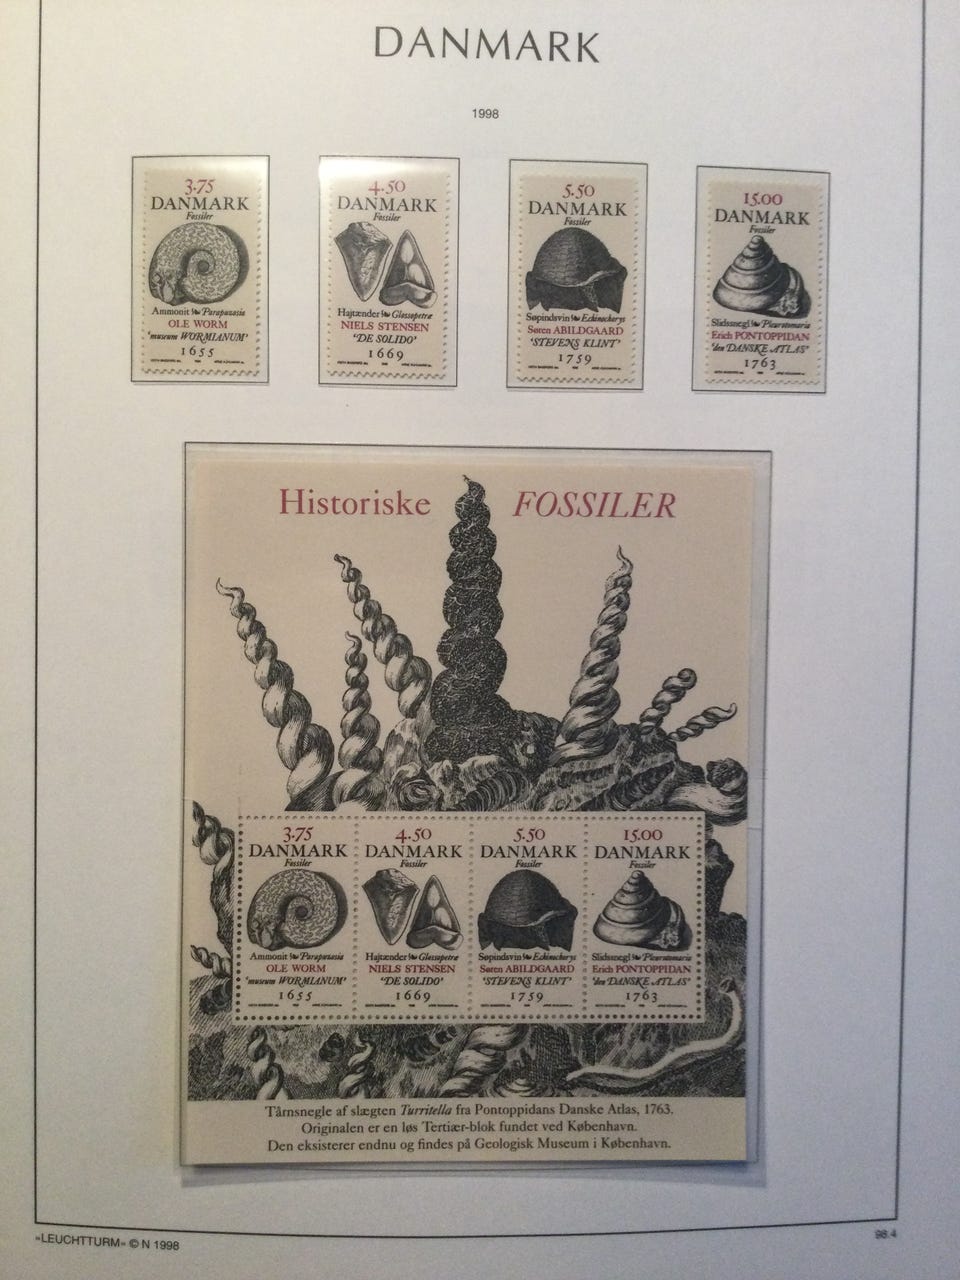 DANMARK
1998
3.75
DANMARK
Fossiler
Ammonit Parapuzosia
OLE WORM
'museum WORMIANUM'
1655
4.50
DANMARK
Fossiler
Hajtænder Glossopetræ
NIELS STENSEN
"DE SOLIDO'
1669
5.50
DANMARK
Fossiler
Søpindsvin Echinocorys
Søren ABILDGAARD
'STEVENS KLINT'
1759
15.00
DANMARK
Fossiler
Slidssnegl Pleurotomaria
Erich PONTOPPIDAN
'den DANSKE ATLAS'
1763
Historiske FOSSILER
3.75
DANMARK
Fossiler
Ammonit Parapuzosia
OLE WORM
'museum WORMIANUM'
1655
4.50
DANMARK
Fossiler
Hajtænder Glossopetræ
NIELS STENSEN
"DE SOLIDO'
1669
5.50
DANMARK
Fossiler
Søpindsvin Echinocorys
Søren ABILDGAARD
'STEVENS KLINT'
1759
15.00
DANMARK
Fossiler
Slidssnegl Pleurotomaria
Erich PONTOPPIDAN
'den DANSKE ATLAS'
1763
Tårnsnegle af slægten Turritella fra Pontoppidans Danske Atlas, 1763.
Originalen er en løs Tertiær-blok fundet ved København.
Den eksisterer endnu og findes på Geologisk Museum i København.
»LEUCHTTURM« © N 1998
98.4